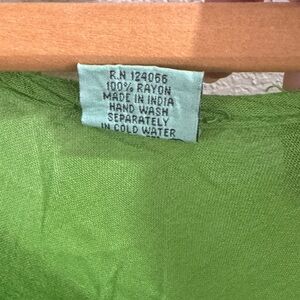 R.N 124066
100% RAYON
MADE IN INDIA
HAND WASH
SEPARATELY
IN COLD WATER